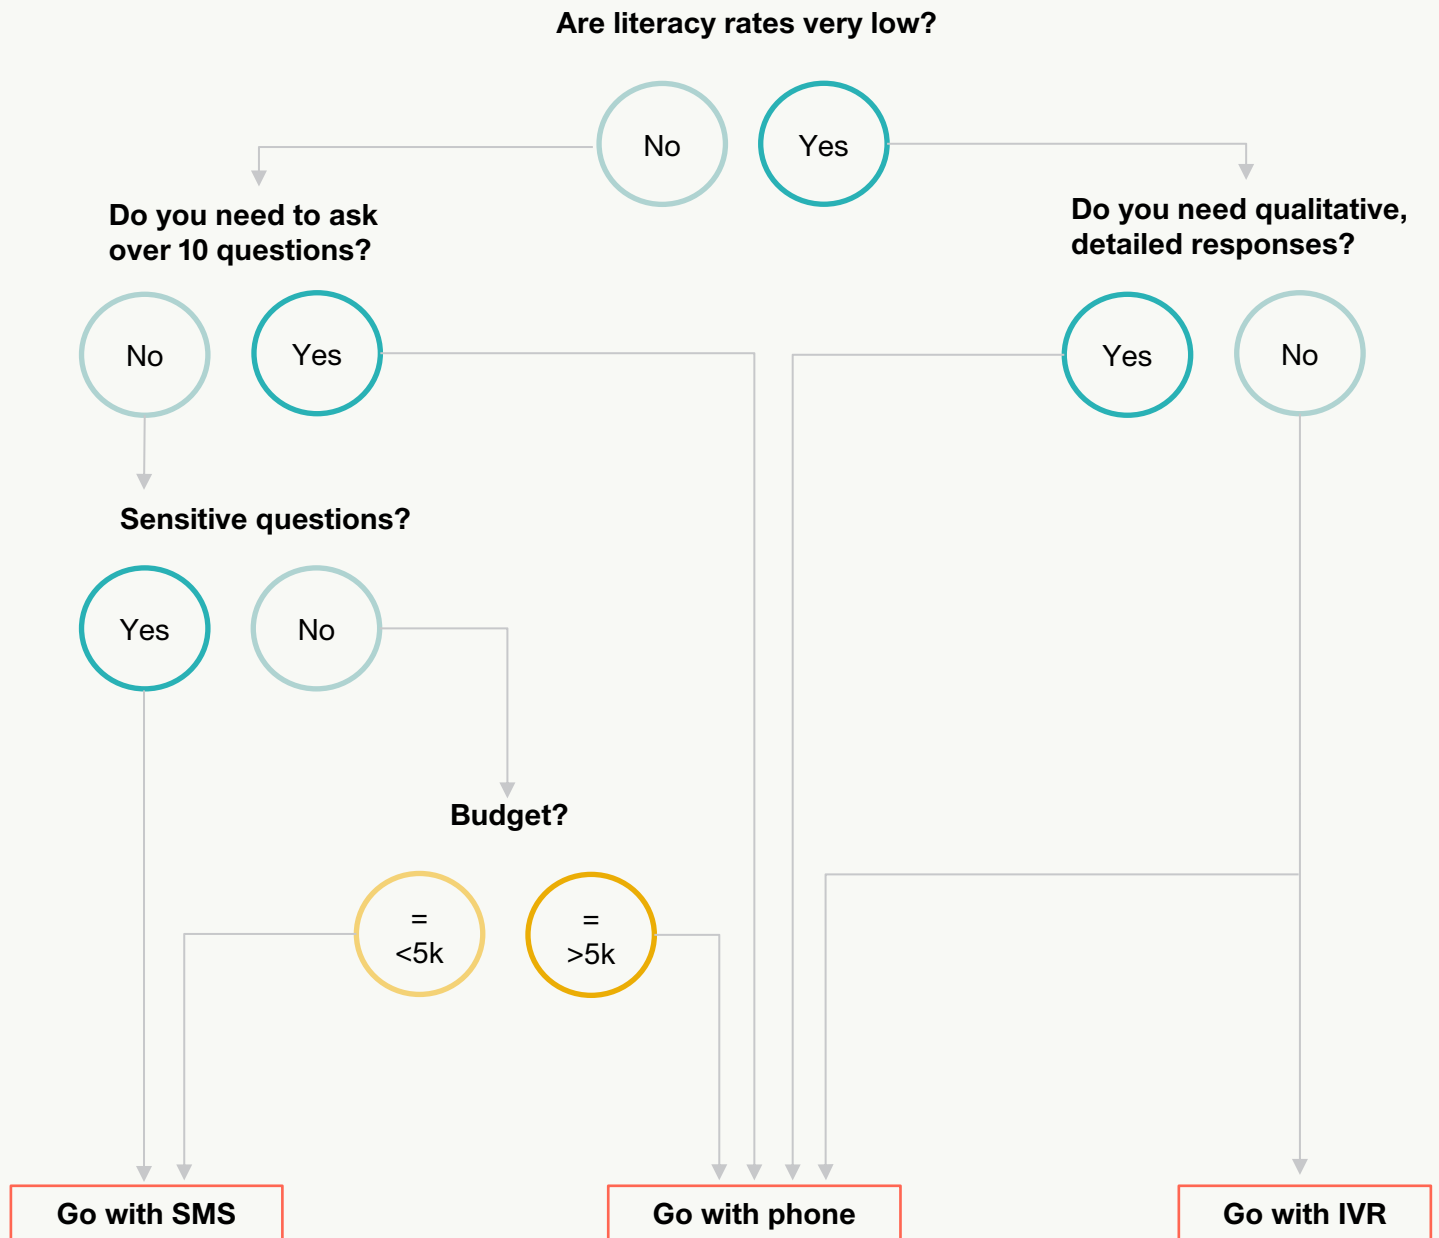 Are literacy rates very low?
No
Yes
Do you need to ask
over 10 questions?
Do you need qualitative,
detailed responses?
No
Yes
Yes
No
Sensitive questions?
Yes
No
Budget?
=
<5k
=
>5k
Go with SMS
Go with phone
Go with IVR